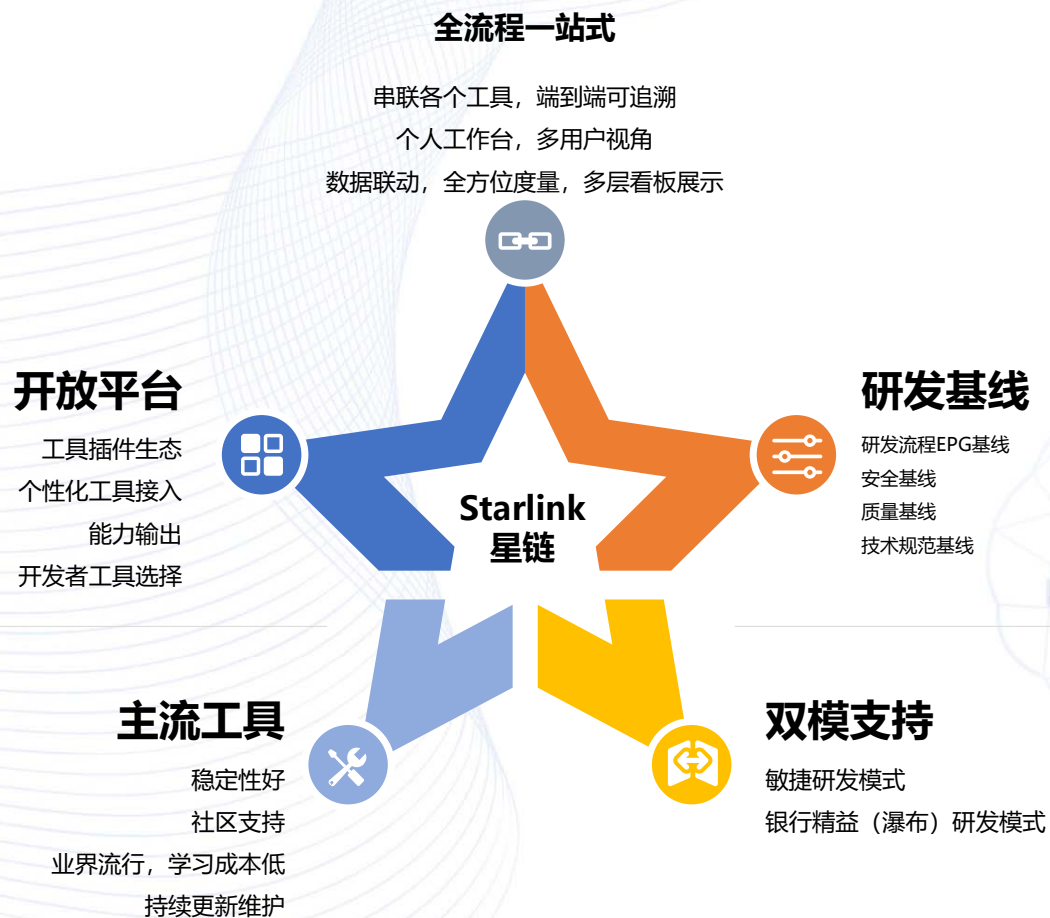 全流程一站式
串联各个工具，端到端可追溯
个人工作台，多用户视角
数据联动，全方位度量，多层看板展示
开放平台
工具插件生态
个性化工具接入
能力输出
开发者工具选择
研发基线
研发流程EPG基线
安全基线
质量基线
技术规范基线
Starlink
星链
主流工具
稳定性好
社区支持
业界流行，学习成本低
持续更新维护
双模支持
敏捷研发模式
银行精益（瀑布）研发模式